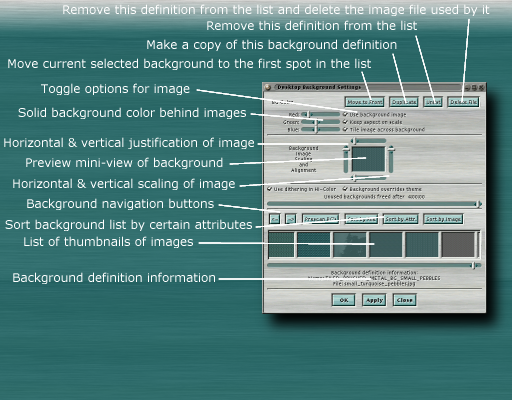 Remove this definition from the list and delete the image file used by it
Remove this definition from the list
Make a copy of this background definition
Move current selected background to the first spot in the list
Desktop Background Settings
Toggle options for image
Move to Front
Duplicate
Unlist
Delete File
Solid background color behind images
Red:
Use background image
Green:
Keep aspect on scale
Blue:
Tile image across background
Horizontal & vertical justification of image
Background
Image
Scaling
and
Alignment
Preview mini-view of background
Horizontal & vertical scaling of image
Use dithering in Hi-Color
Background overrides theme
Unused backgrounds freed after
Background navigation buttons
Sort background list by certain attributes
Sort by Attr.
Sort by Image
List of thumbnails of images
Background definition information:
Background definition information
File: small_turquoise_pebbles.jpg
OK
Apply
Close